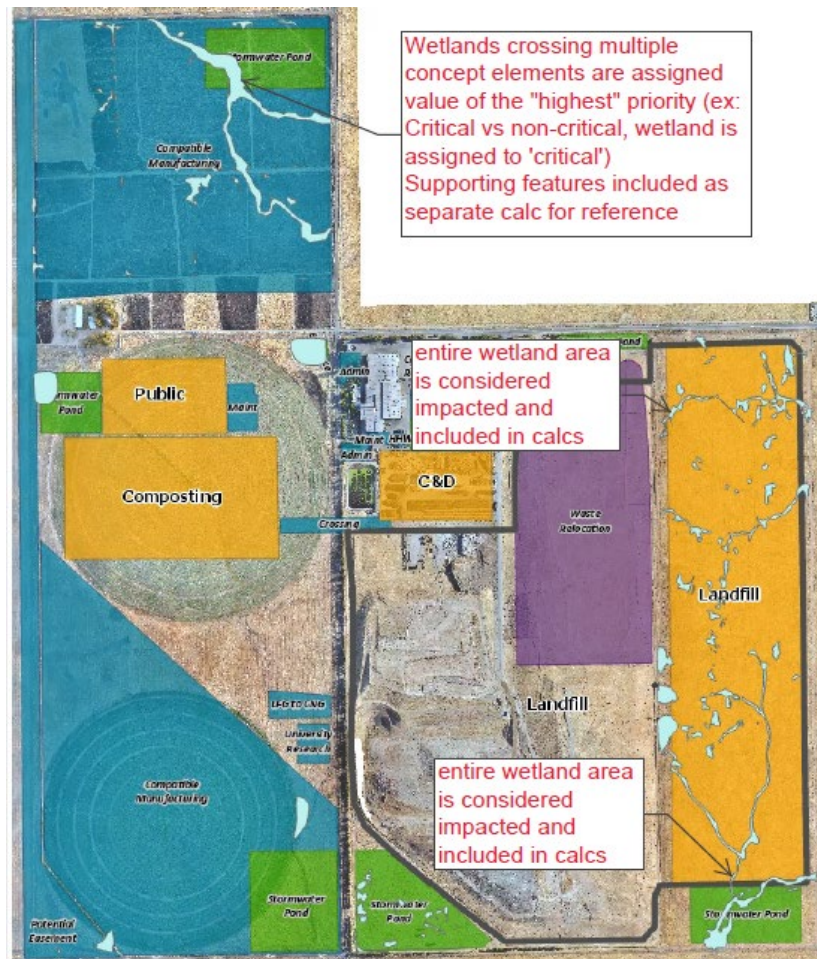 Stormwater Pond
Wetlands crossing multiple
concept elements are assigned
value of the "highest" priority (ex:
Critical vs non-critical, wetland is
assigned to 'critical')
Supporting features included as
separate calc for reference
Compatible
Manufacturing
entire wetland area
is considered
impacted and
included in calcs
Admin
Public
Maint
Pond
Maint
HHW
Admin
Composting
C&D
Crossing
Waste
Relocation
Landfill
LFG to CNG
University
Research
Landfill
Compatible
Manufacturing
entire wetland area
is considered
impacted and
included in calcs
Stormwater
Pond
Stormwater
Pond
Stormwater Pond
Potential
Easement